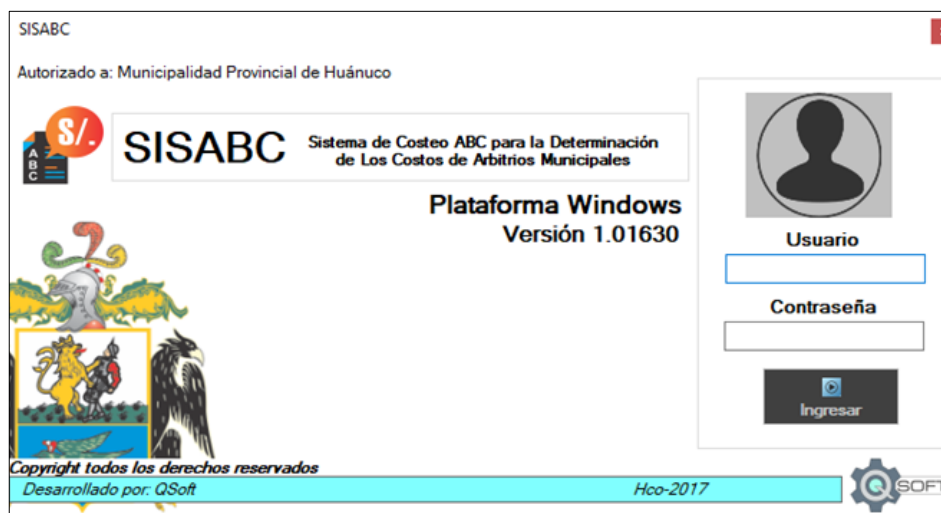 SISABC
Autorizado a: Municipalidad Provincial de Huánuco
S/.
A
B
C
SISABC
Sistema de Costeo ABC para la Determinación
de Los Costos de Arbitrios Municipales
Plataforma Windows
Versión 1.01630
Usuario
Contraseña
Ingresar
Copyright todos los derechos reservados
Desarrollado por: QSoft
Hco-2017
QSOFT